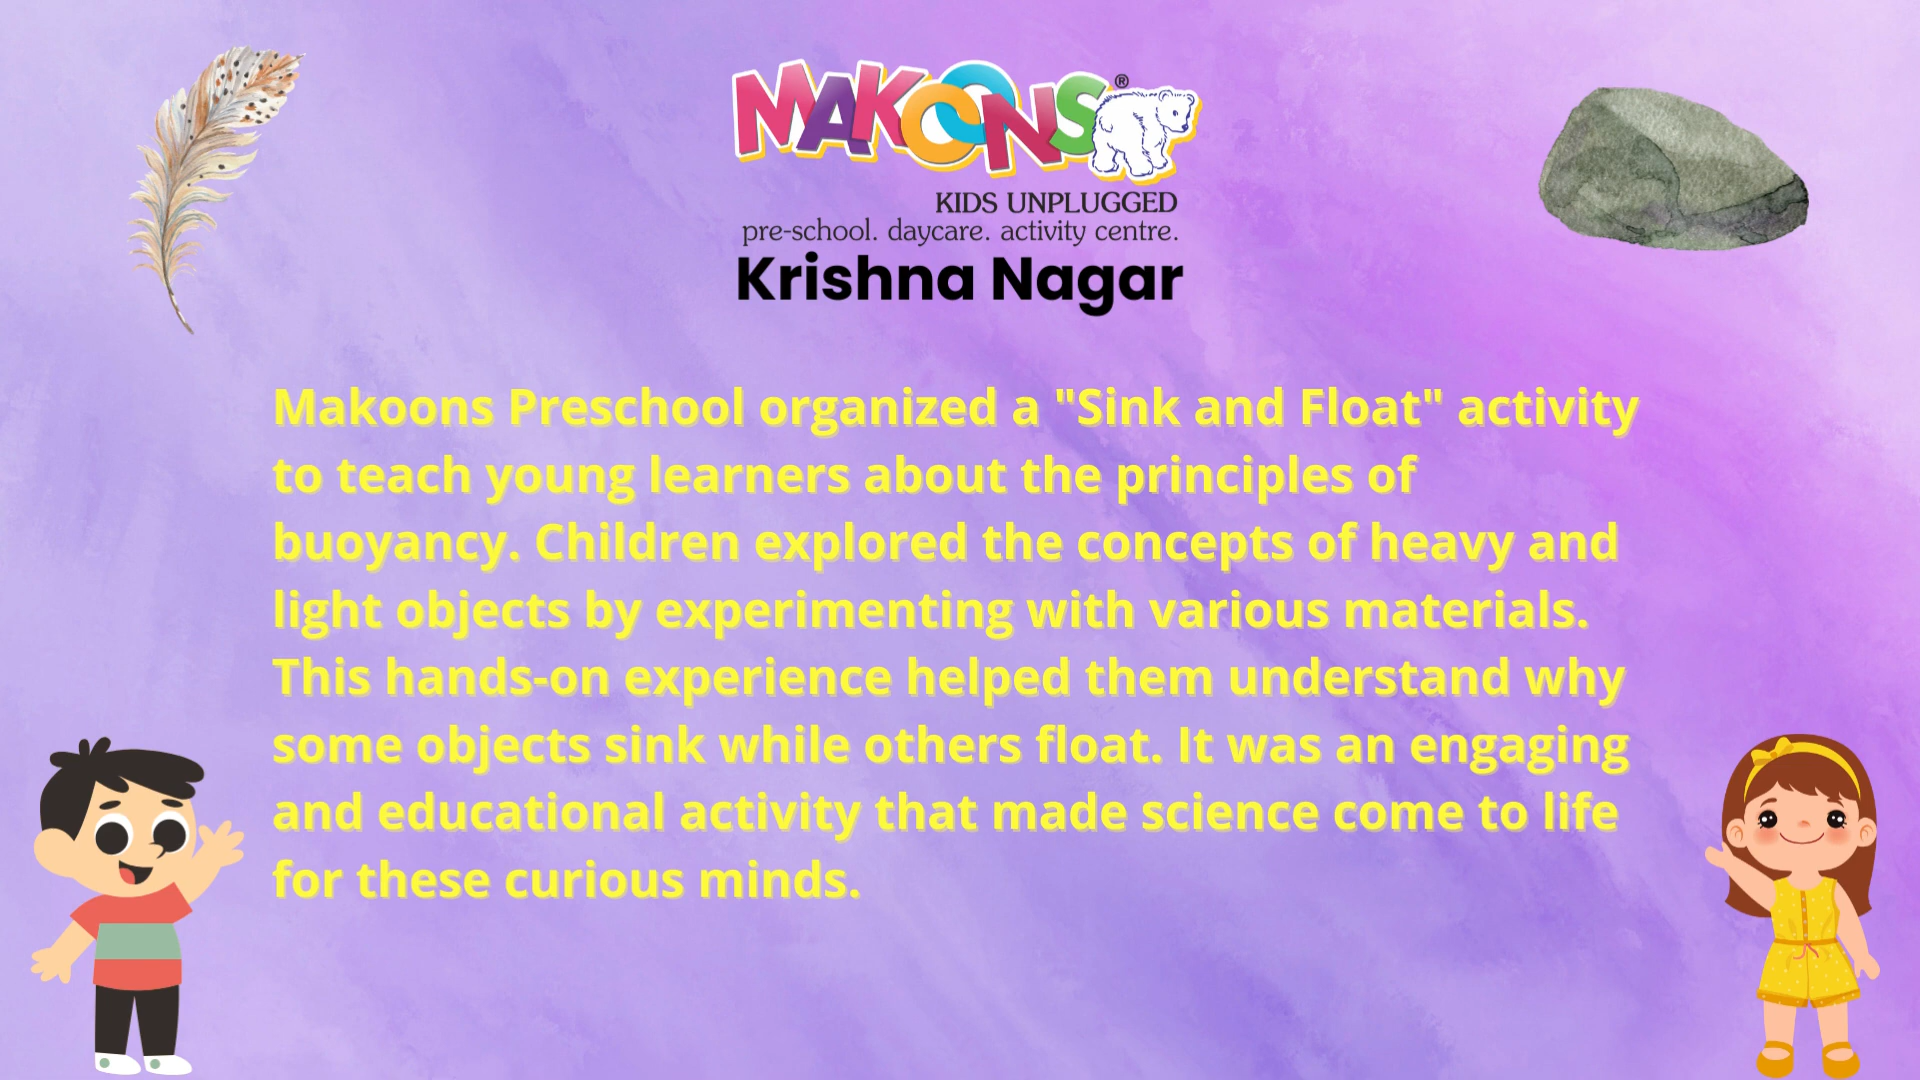 MAKOONS®
KIDS UNPLUGGED
pre-school. daycare. activity centre.
Krishna Nagar
Makoons Preschool organized a "Sink and Float" activity
to teach young learners about the principles of
buoyancy. Children explored the concepts of heavy and
light objects by experimenting with various materials.
This hands-on experience helped them understand why
some objects sink while others float. It was an engaging
and educational activity that made science come to life
for these curious minds.